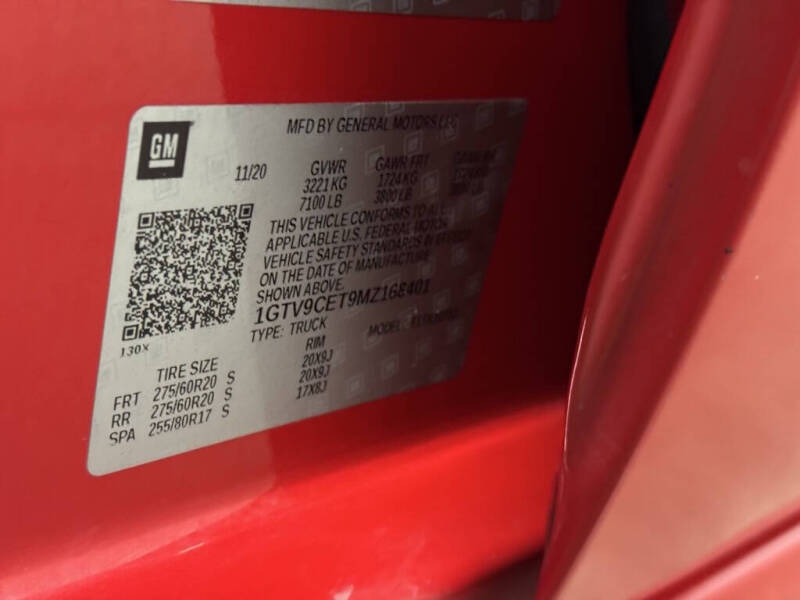 GM
MFD BY GENERAL MOTORS LLC
11/20 GVWR GAWR FRT
3221 KG 1724 KG
7100 LB 3800 LB
THIS VEHICLE CONFORMS TO ALL
APPLICABLE U.S. FEDERAL MOTOR
VEHICLE SAFETY STANDARDS IN EFFECT
ON THE DATE OF MANUFACTURE
SHOWN ABOVE.
1GTV9CET9MZ168401
TYPE: TRUCK MODEL:
130X
TIRE SIZE RIM
FRT 275/60R20 S 20X9J
RR 275/60R20 S 20X9J
SPA 255/80R17 S 17X8J